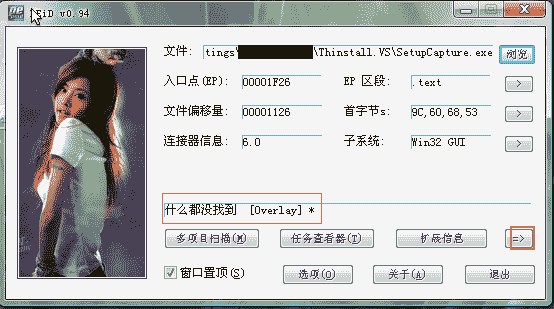 PEiD v0.94
文件: tings\ \Thinstall.VS\SetupCapture.exe 浏览
入口点(EP): 00001F26 EP 区段: .text >
文件偏移量: 00001126 首字节s: 9C,60,68,53 >
连接器信息: 6.0 子系统: Win32 GUI >
什么都没找到 [Overlay] *
多项目扫描(M) 任务查看器(T) 扩展信息 =>
窗口置顶(S) 选项(O) 关于(A) 退出